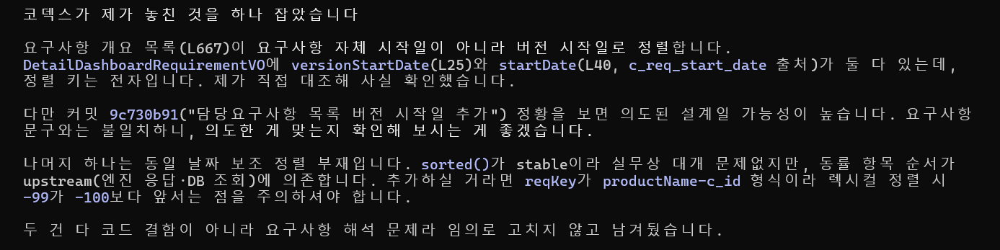 코덱스가 제가 놓친 것을 하나 잡았습니다
요구사항 개요 목록(L667)이 요구사항 자체 시작일이 아니라 버전 시작일로 정렬합니다.
DetailDashboardRequirementVO에 versionStartDate(L25)와 startDate(L40, c_req_start_date 출처)가 둘 다 있는데,
정렬 키는 전자입니다. 제가 직접 대조해 사실 확인했습니다.
다만 커밋 9c730b91("담당요구사항 목록 버전 시작일 추가") 정황을 보면 의도된 설계일 가능성이 높습니다. 요구사항
문구와는 불일치하니, 의도한 게 맞는지 확인해 보시는 게 좋겠습니다.
나머지 하나는 동일 날짜 보조 정렬 부재입니다. sorted()가 stable이라 실무상 대개 문제없지만, 동률 항목 순서가
upstream(엔진 응답·DB 조회)에 의존합니다. 추가하실 거라면 reqKey가 productName-c_id 형식이라 렉시컬 정렬 시
-99가 -100보다 앞서는 점을 주의하셔야 합니다.
두 건 다 코드 결함이 아니라 요구사항 해석 문제라 임의로 고치지 않고 남겨뒀습니다.